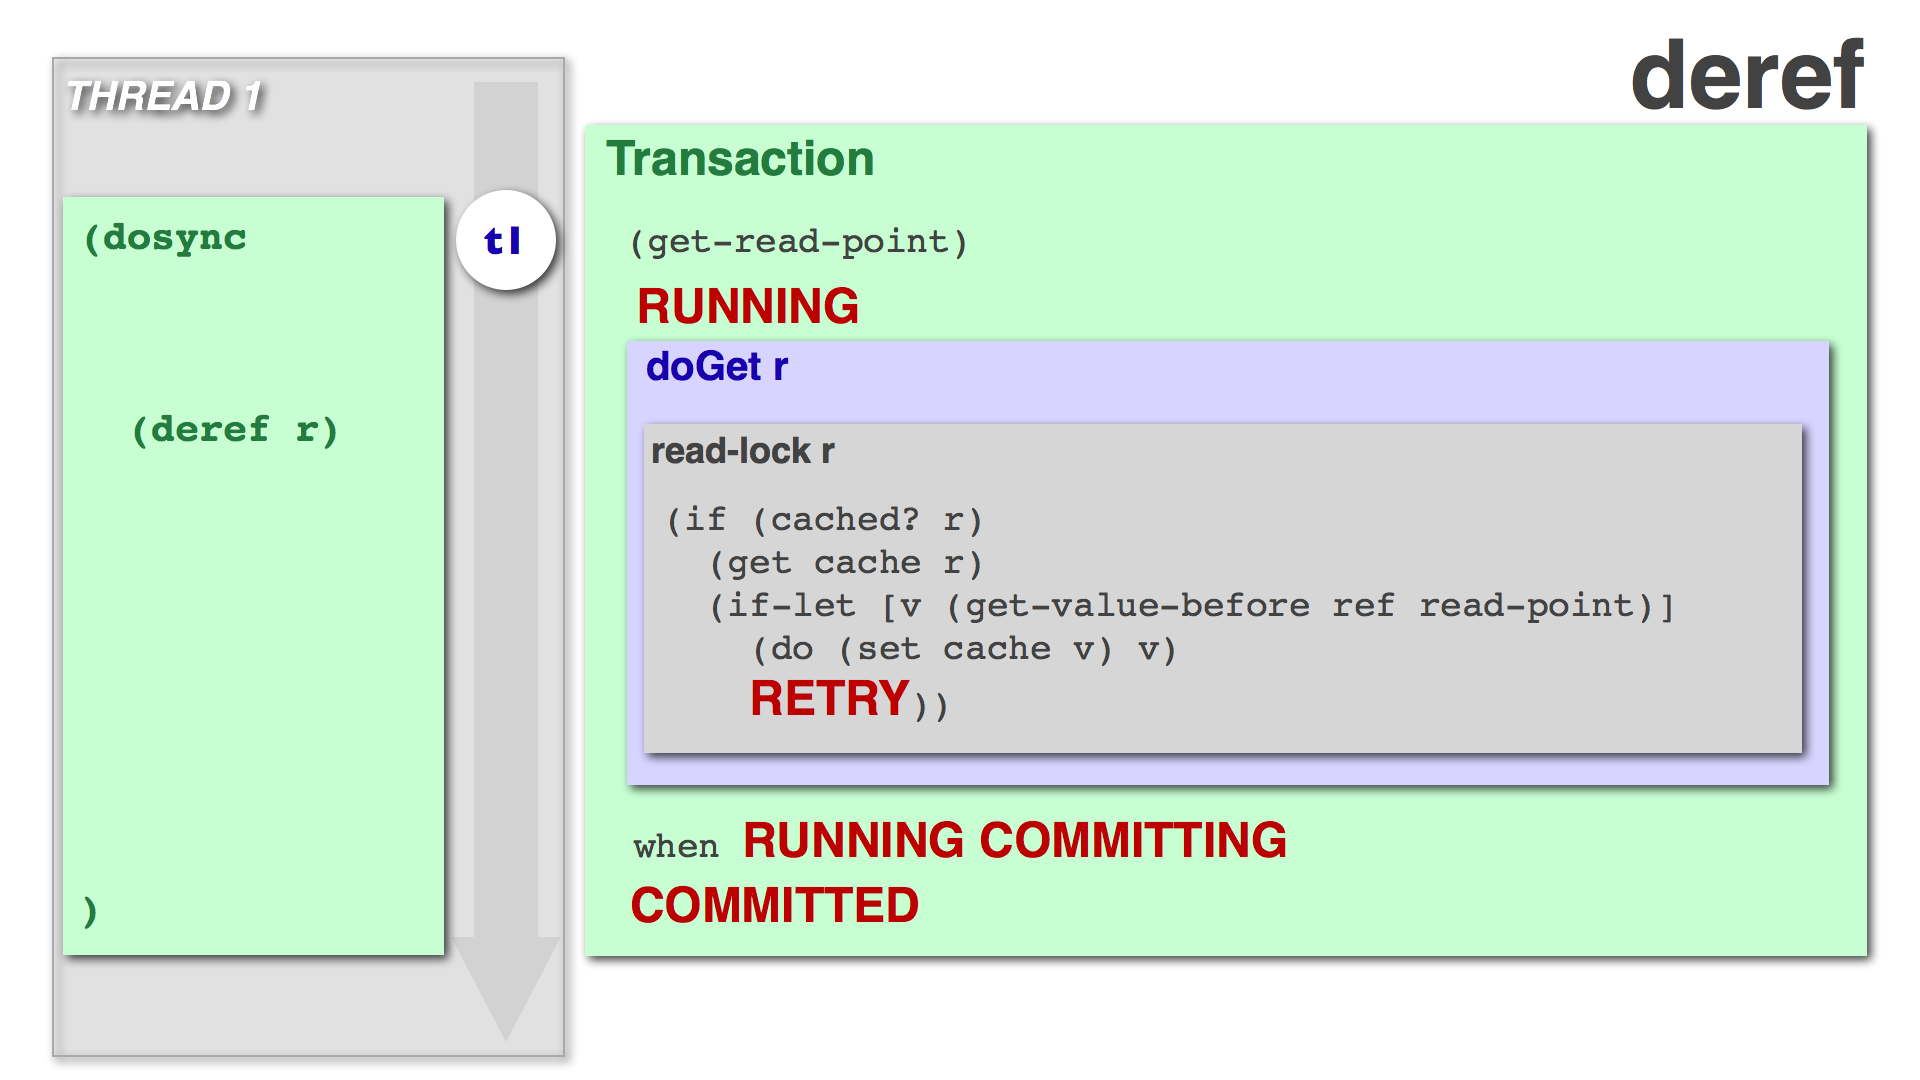 deref
THREAD 1
(dosync
t1
(deref r)
)
Transaction
(get-read-point)
RUNNING
doGet r
read-lock r
(if (cached? r)
(get cache r)
(if-let [v (get-value-before ref read-point)]
(do (set cache v) v)
RETRY))
when RUNNING COMMITTING
COMMITTED